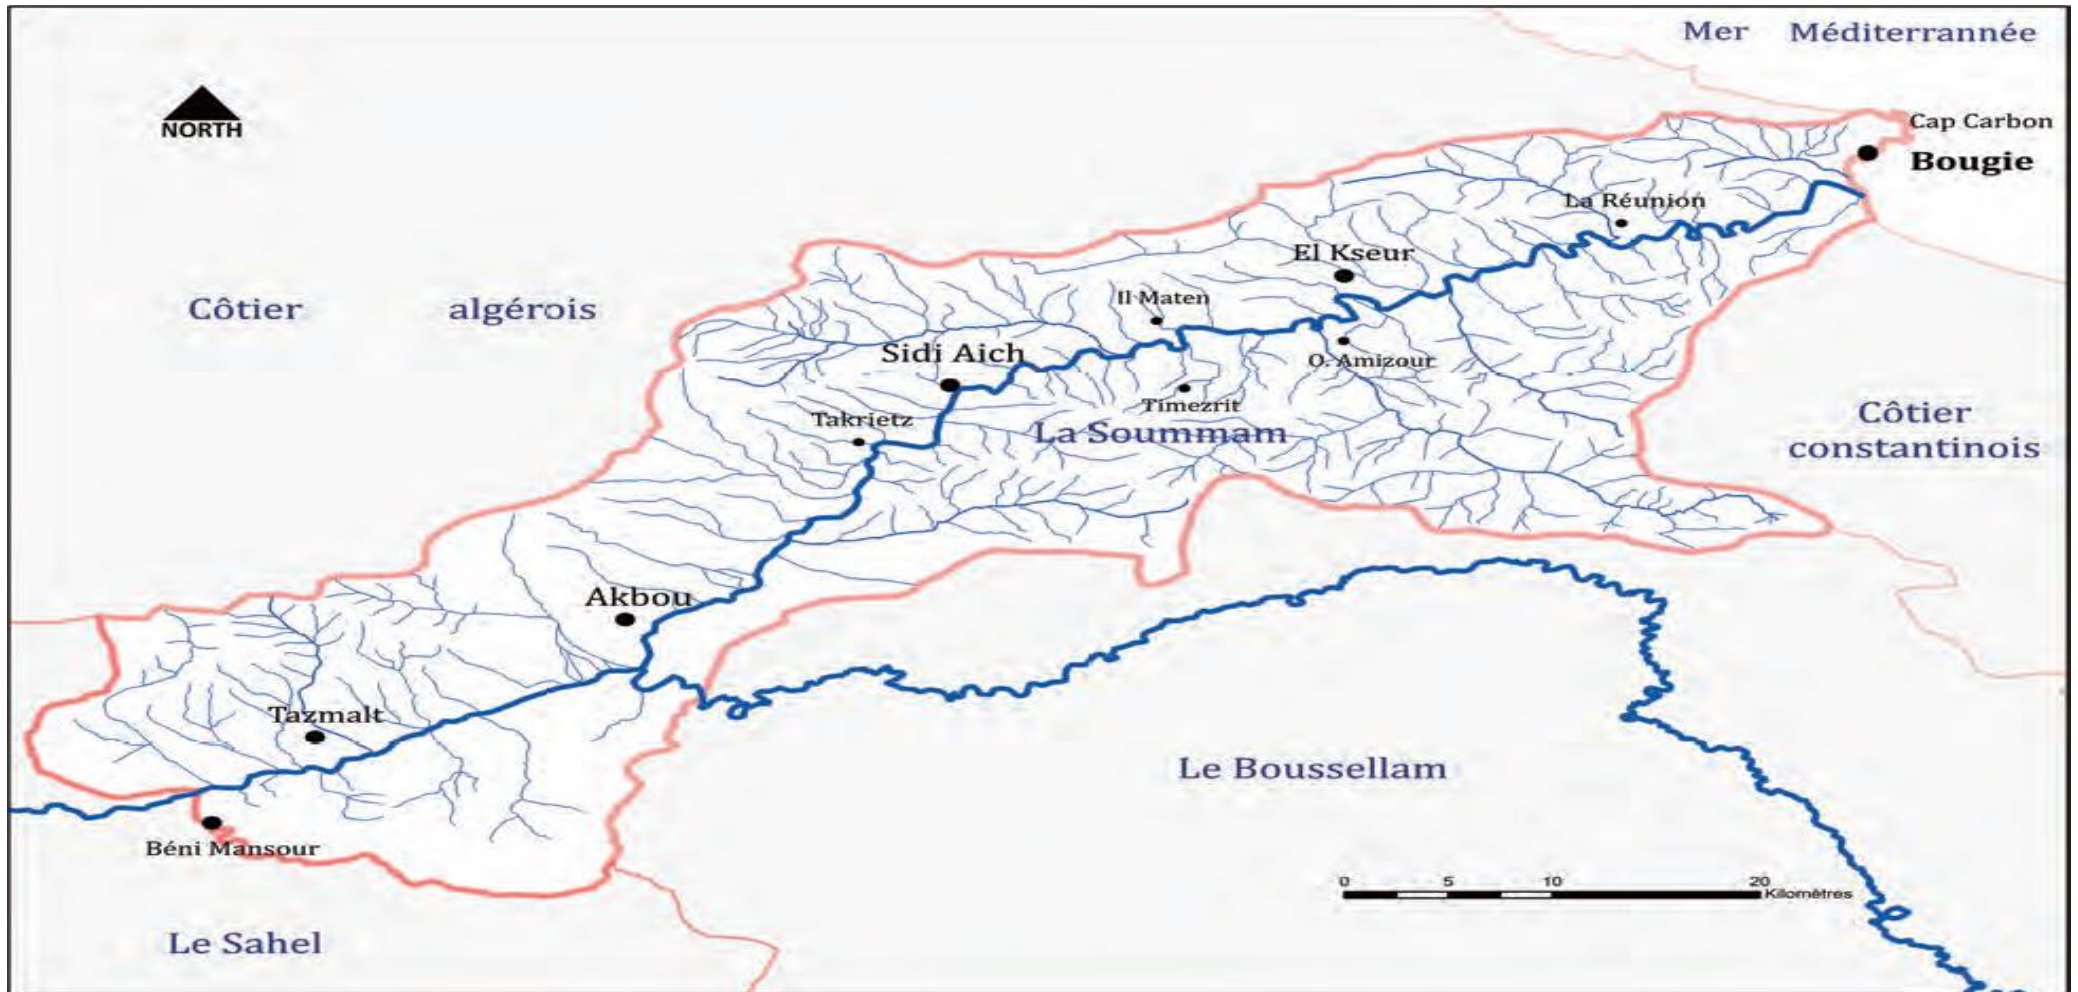 Mer Méditerrannée
NORTH
Cap Carbon
Bougie
La Réunion
El Kseur
Côtier algérois
Il Maten
Sidi Aich
O. Amizour
Timezrit
Takrietz
La Soummam
Côtier
constantinois
Akbou
Tazmalt
Le Boussellam
Béni Mansour
0 5 10 20
Kilomètres
Le Sahel